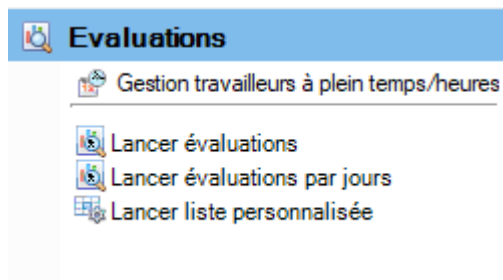 Evaluations
Gestion travailleurs à plein temps/heures
Lancer évaluations
Lancer évaluations par jours
Lancer liste personnalisée